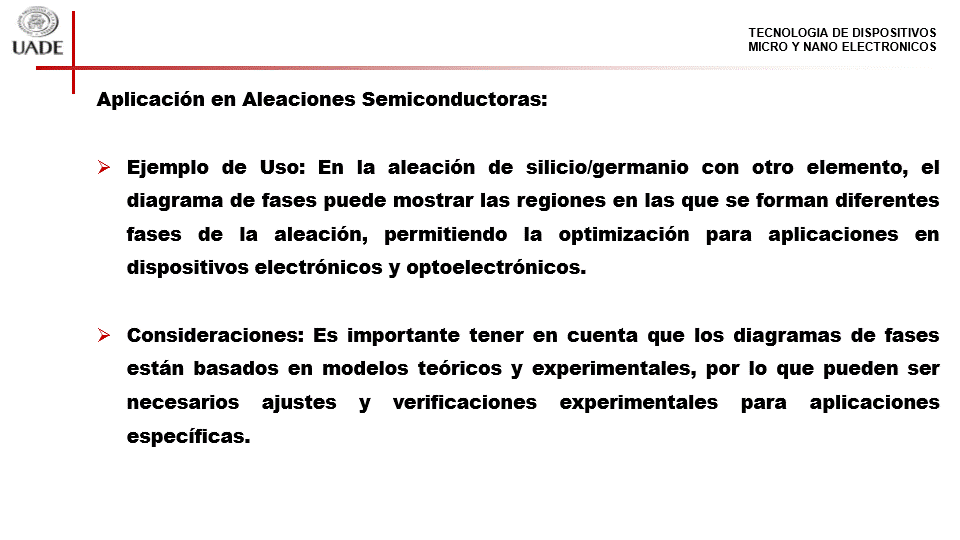 UADE
TECNOLOGIA DE DISPOSITIVOS
MICRO Y NANO ELECTRONICOS
Aplicación en Aleaciones Semiconductoras:
Ejemplo de Uso: En la aleación de silicio/germanio con otro elemento, el
diagrama de fases puede mostrar las regiones en las que se forman diferentes
fases de la aleación, permitiendo la optimización para aplicaciones en
dispositivos electrónicos y optoelectrónicos.
Consideraciones: Es importante tener en cuenta que los diagramas de fases
están basados en modelos teóricos y experimentales, por lo que pueden ser
necesarios ajustes y verificaciones experimentales para aplicaciones
específicas.